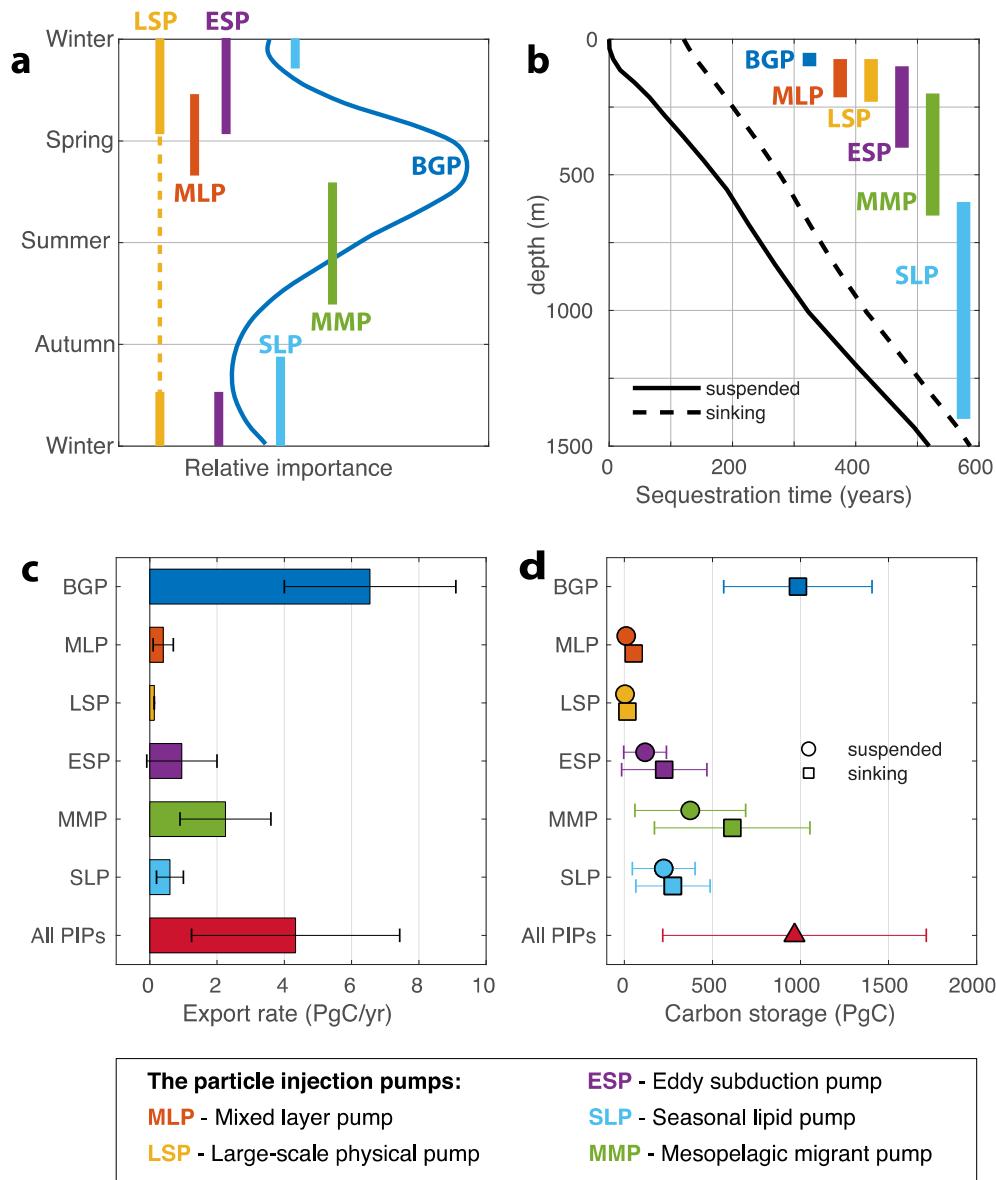 a
Winter
Spring
Summer
Autumn
Winter
LSP
ESP
MLP
BGP
MMP
SLP
Relative importance
b
0
500
1000
1500
depth (m)
BGP
MLP
LSP
ESP
MMP
SLP
suspended
sinking
0 200 400 600
Sequestration time (years)
c
BGP
MLP
LSP
ESP
MMP
SLP
All PIPs
0 2 4 6 8 10
Export rate (PgC/yr)
d
BGP
MLP
LSP
ESP
MMP
SLP
All PIPs
suspended
sinking
0 500 1000 1500 2000
Carbon storage (PgC)
The particle injection pumps:
MLP - Mixed layer pump
LSP - Large-scale physical pump
ESP - Eddy subduction pump
SLP - Seasonal lipid pump
MMP - Mesopelagic migrant pump